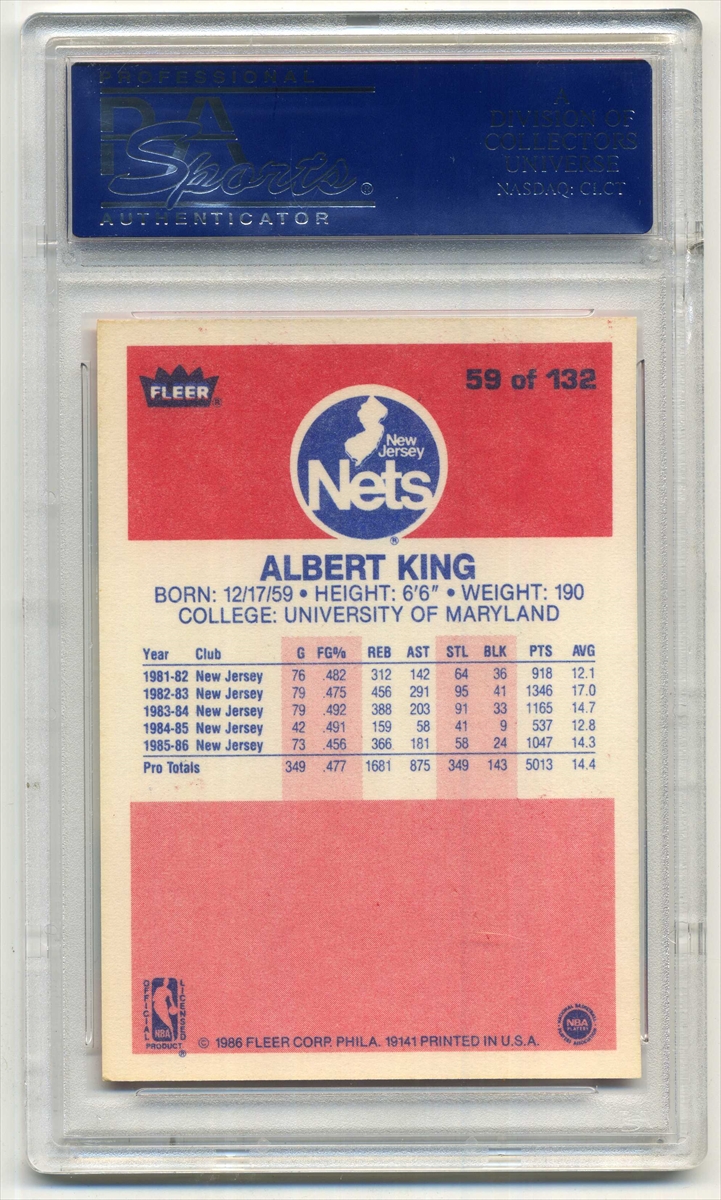 PROFESSIONAL
PSA
Sports®
AUTHENTICATOR
A
DIVISION OF
COLLECTORS
UNIVERSE
NASDAQ: CLCT
FLEER®
59 of 132
New
Jersey
Nets®
ALBERT KING
BORN: 12/17/59 • HEIGHT: 6'6" • WEIGHT: 190
COLLEGE: UNIVERSITY OF MARYLAND
Year Club G FG% REB AST STL BLK PTS AVG
1981-82 New Jersey 76 .482 312 142 64 36 918 12.1
1982-83 New Jersey 79 .475 456 291 95 41 1346 17.0
1983-84 New Jersey 79 .492 388 203 91 33 1165 14.7
1984-85 New Jersey 42 .491 159 58 41 9 537 12.8
1985-86 New Jersey 73 .456 366 181 58 24 1047 14.3
Pro Totals 349 .477 1681 875 349 143 5013 14.4
OFFICIAL LICENSED
NBA
PRODUCT®
© 1986 FLEER CORP. PHILA. 19141 PRINTED IN U.S.A.
NATIONAL BASKETBALL
NBA
PLAYERS
ASSOCIATION